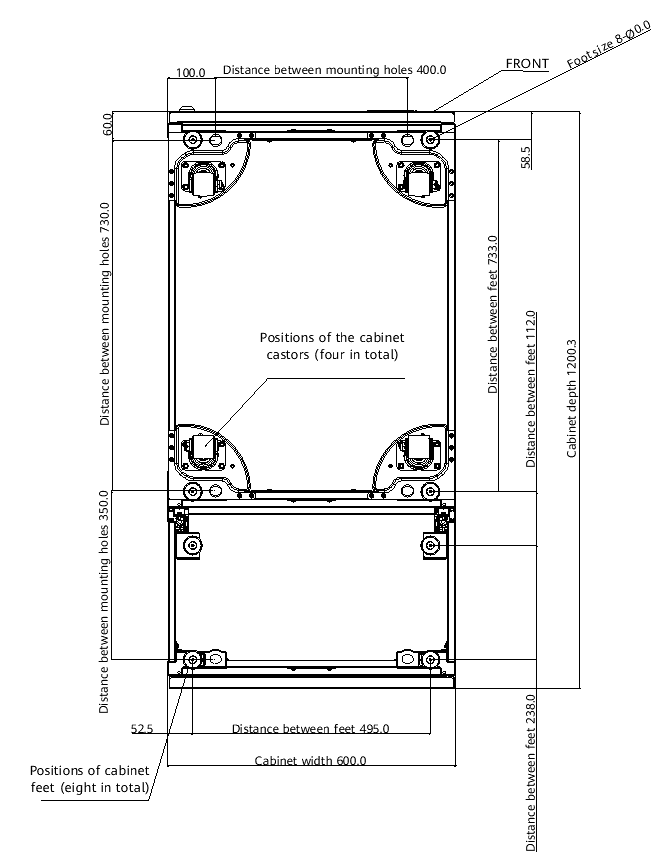 Footsize 8-Ø0.0
FRONT
100.0
Distance between mounting holes 400.0
60.0
58.5
Distance between mounting holes 730.0
Distance between feet 733.0
Distance between feet 112.0
Cabinet depth 1200.3
Positions of the cabinet
castors (four in total)
Distance between mounting holes 350.0
Distance between feet 238.0
52.5
Distance between feet 495.0
Cabinet width 600.0
Positions of cabinet
feet (eight in total)